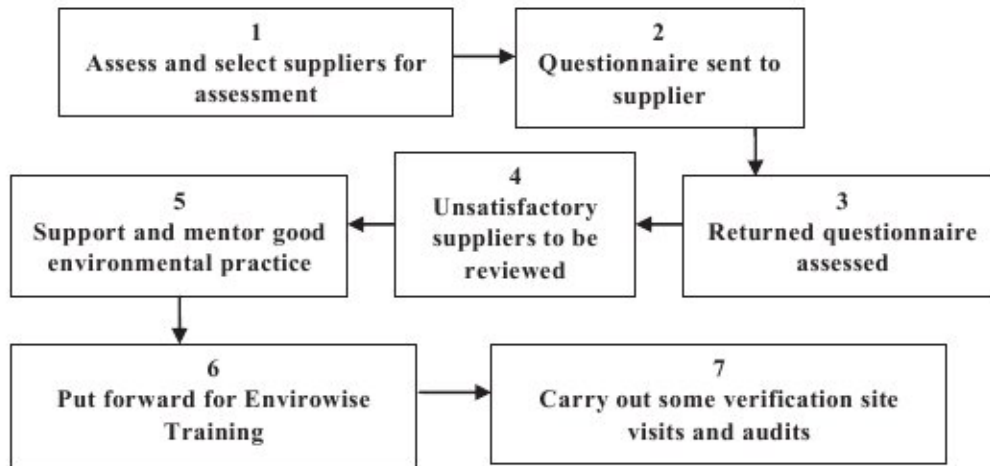 1
Assess and select suppliers for
assessment
2
Questionnaire sent to
supplier
3
Returned questionnaire
assessed
4
Unsatisfactory
suppliers to be
reviewed
5
Support and mentor good
environmental practice
6
Put forward for Envirowise
Training
7
Carry out some verification site
visits and audits